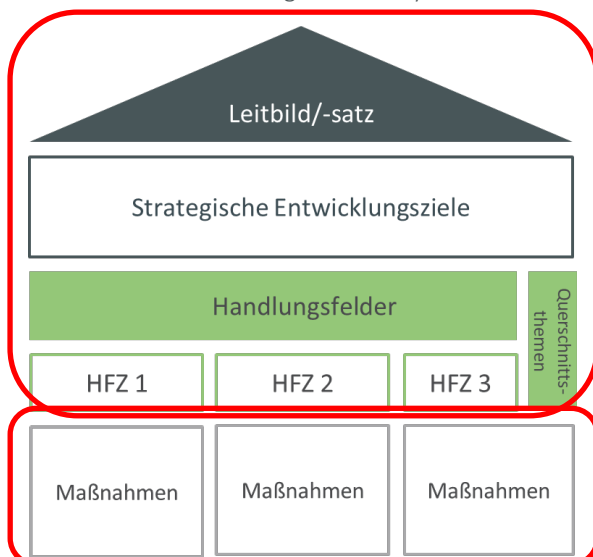 Leitbild/-satz
Strategische Entwicklungsziele
Handlungsfelder
Querschnitts-
themen
HFZ 1
HFZ 2
HFZ 3
Maßnahmen
Maßnahmen
Maßnahmen